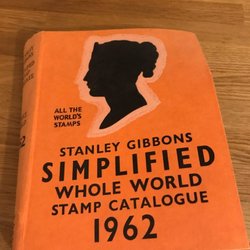 ALL THE
WORLD'S
STAMPS
STANLEY GIBBONS
SIMPLIFIED
WHOLE WORLD
STAMP CATALOGUE
1962